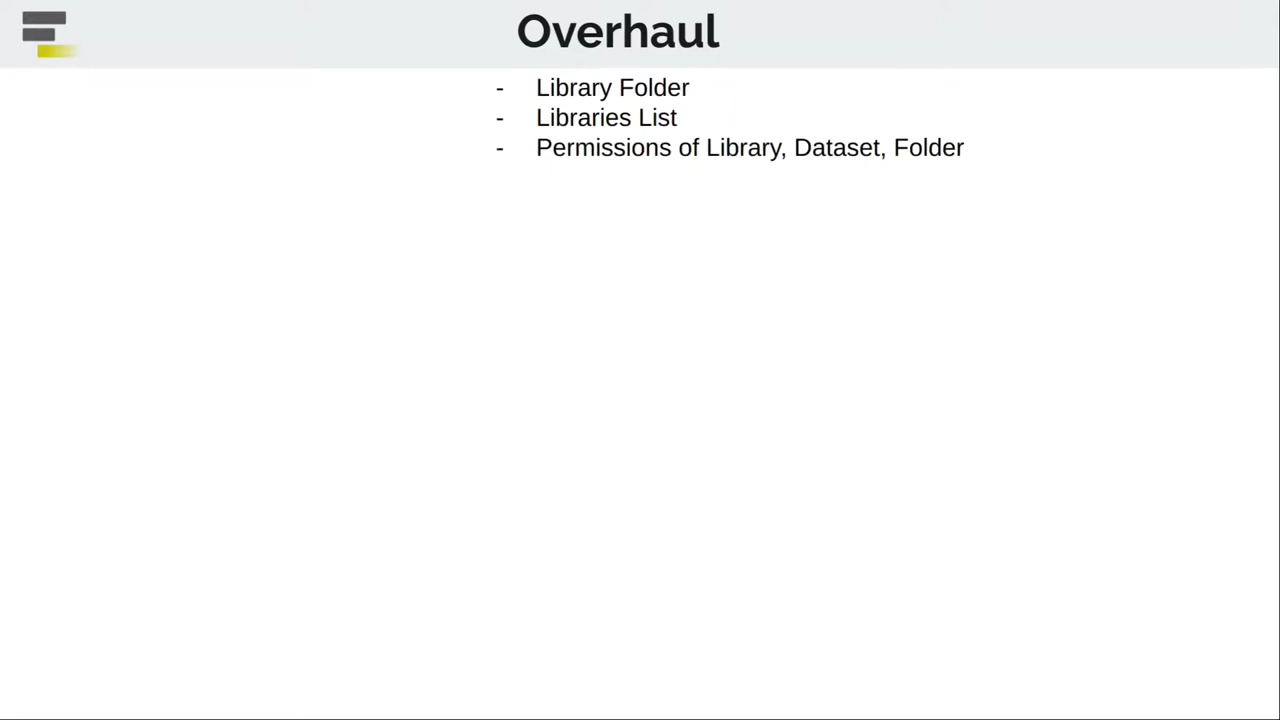 Overhaul
- Library Folder
- Libraries List
- Permissions of Library, Dataset, Folder